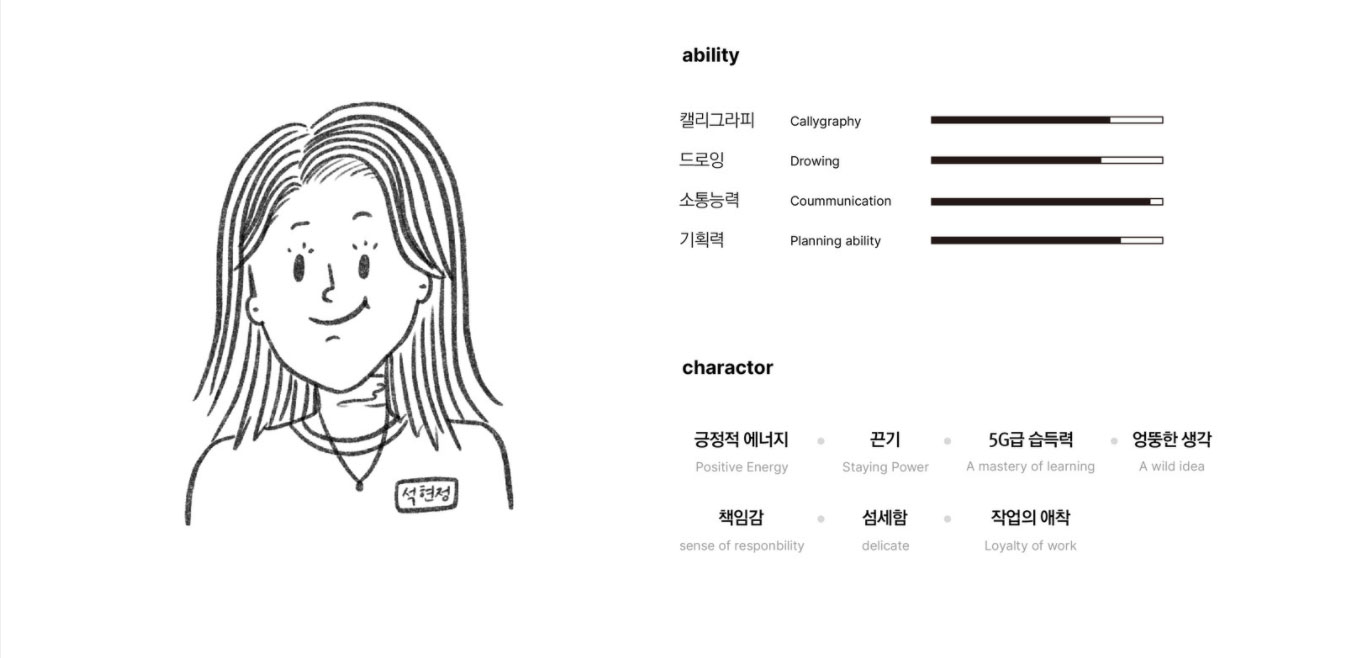 석현정
ability
캘리그라피 Callygraphy
드로잉 Drowing
소통능력 Coummunication
기획력 Planning ability
charactor
긍정적 에너지 끈기 5G급 습득력 엉뚱한 생각
Positive Energy Staying Power A mastery of learning A wild idea
책임감 섬세함 작업의 애착
sense of responbility delicate Loyalty of work